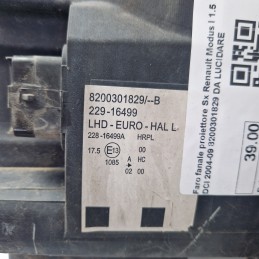 8200301829/--B
229-16499
LHD - EURO - HAL L
228-16499A HRPL
17.5 E13 00
1085 A HC
02 00
Faro fanale proiettore Sx Renault Modus | 1.5
DCI 2004-09 8200301829 DA LUCIDARE
39.00